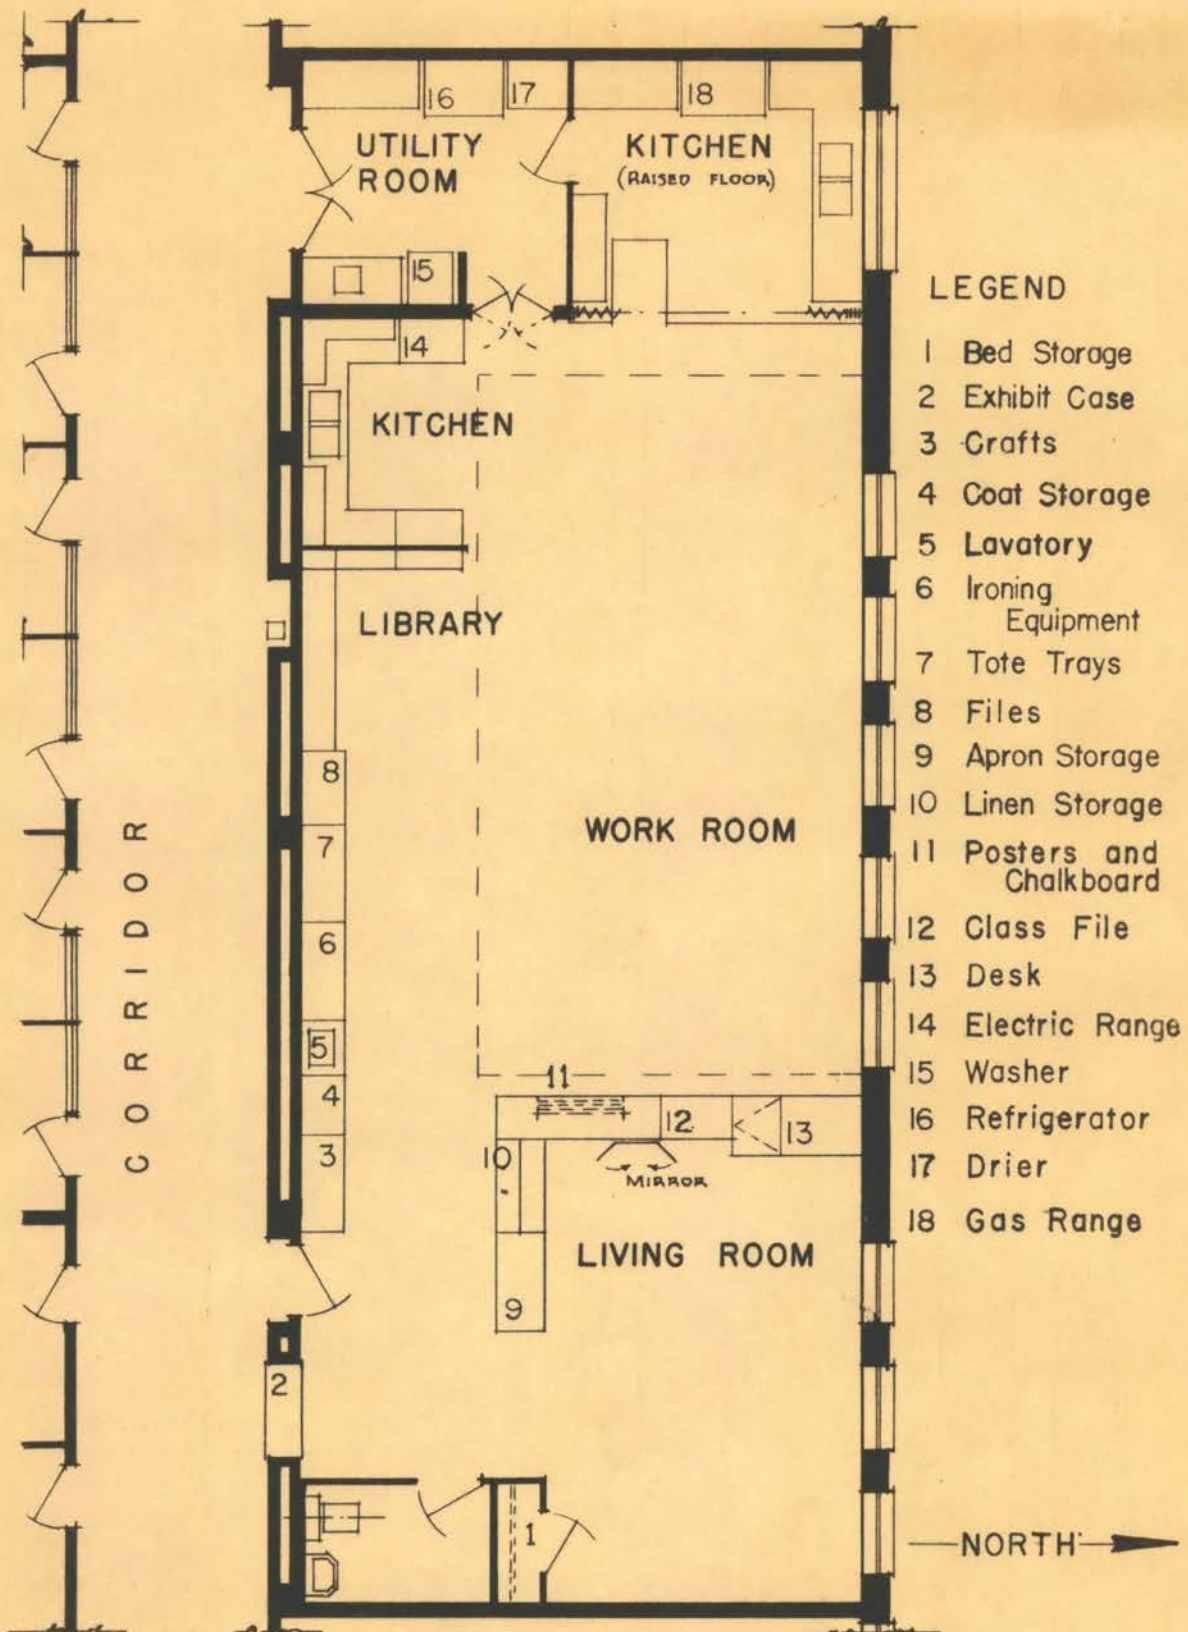 16
17
18
UTILITY
ROOM
KITCHEN
(RAISED FLOOR)
15
14
KITCHEN
LIBRARY
8
7
WORK ROOM
6
5
4
3
11
12
13
10
MIRROR
LIVING ROOM
9
2
1
CORRIDOR
LEGEND
1 Bed Storage
2 Exhibit Case
3 Crafts
4 Coat Storage
5 Lavatory
6 Ironing
Equipment
7 Tote Trays
8 Files
9 Apron Storage
10 Linen Storage
11 Posters and
Chalkboard
12 Class File
13 Desk
14 Electric Range
15 Washer
16 Refrigerator
17 Drier
18 Gas Range
NORTH